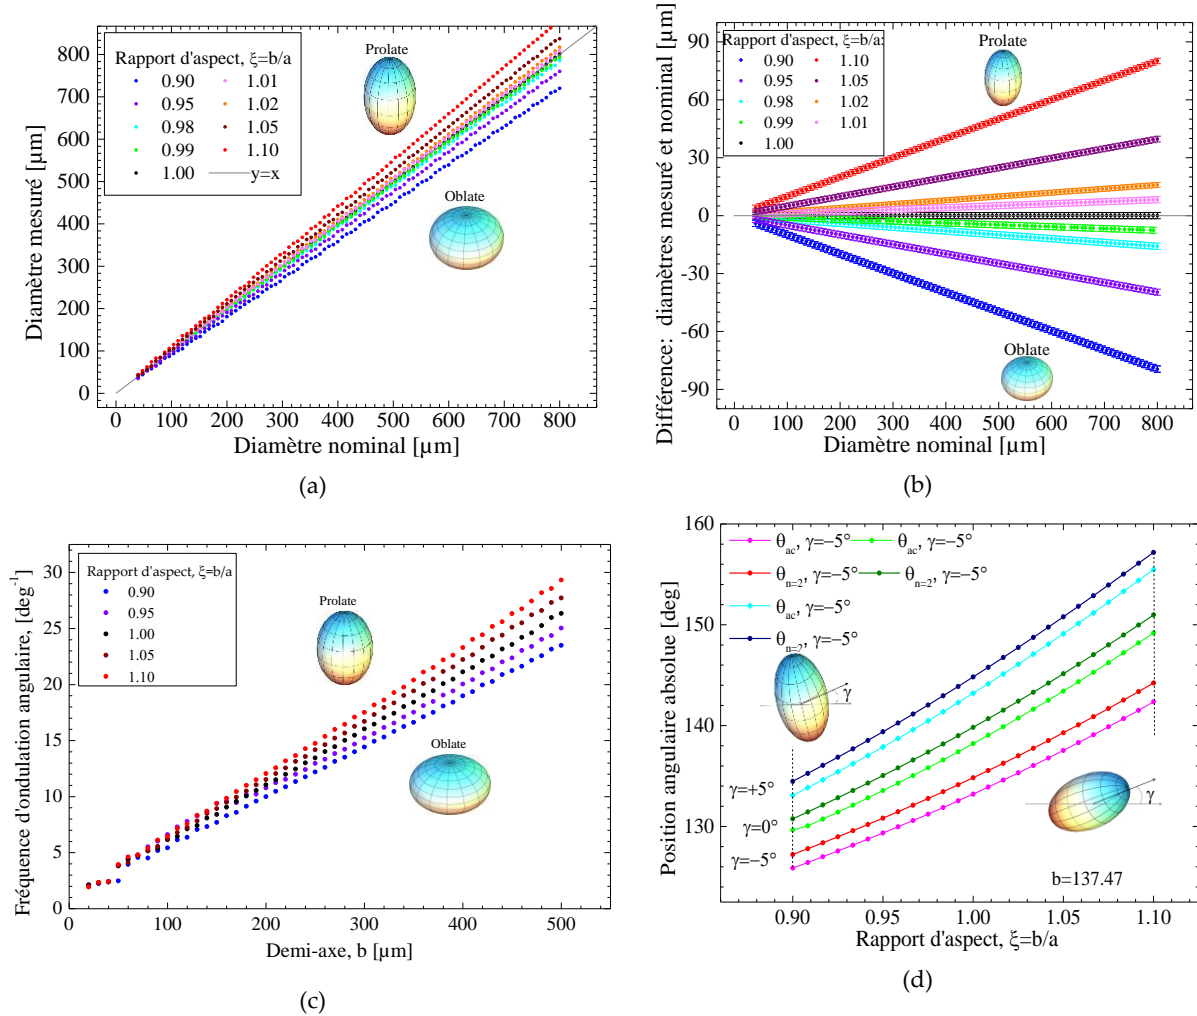 Diamètre mesuré [µm]
800
700
600
500
400
300
200
100
0
Rapport d'aspect, ξ=b/a
0.90 1.01
0.95 1.02
0.98 1.05
0.99 1.10
1.00 y=x
Prolate
Oblate
0 100 200 300 400 500 600 700 800
Diamètre nominal [µm]
(a)
Différence: diamètres mesuré et nominal [µm]
90
60
30
0
-30
-60
-90
Rapport d'aspect, ξ=b/a:
0.90 1.10
0.95 1.05
0.98 1.02
0.99 1.01
1.00
Prolate
Oblate
0 100 200 300 400 500 600 700 800
Diamètre nominal [µm]
(b)
Fréquence d'ondulation angulaire, [deg⁻¹]
30
25
20
15
10
5
0
Rapport d'aspect, ξ=b/a
0.90
0.95
1.00
1.05
1.10
Prolate
Oblate
0 100 200 300 400 500
Demi-axe, b [µm]
(c)
Position angulaire absolue [deg]
160
150
140
130
θac, γ=−5° θac, γ=−5°
θn=2, γ=−5° θn=2, γ=−5°
θac, γ=−5°
θn=2, γ=−5°
γ
γ
γ=+5°
γ=0°
γ=−5°
b=137.47
0.90 0.95 1.00 1.05 1.10
Rapport d'aspect, ξ=b/a
(d)